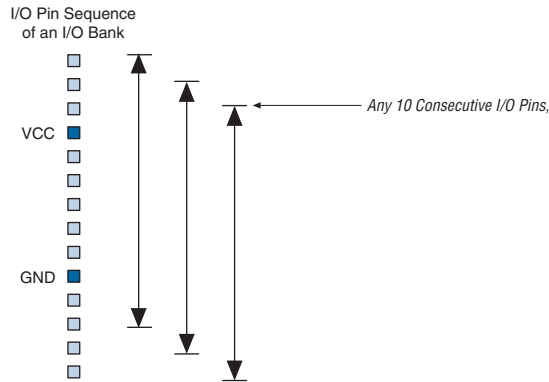 I/O Pin Sequence
of an I/O Bank
Any 10 Consecutive I/O Pins,
VCC
GND